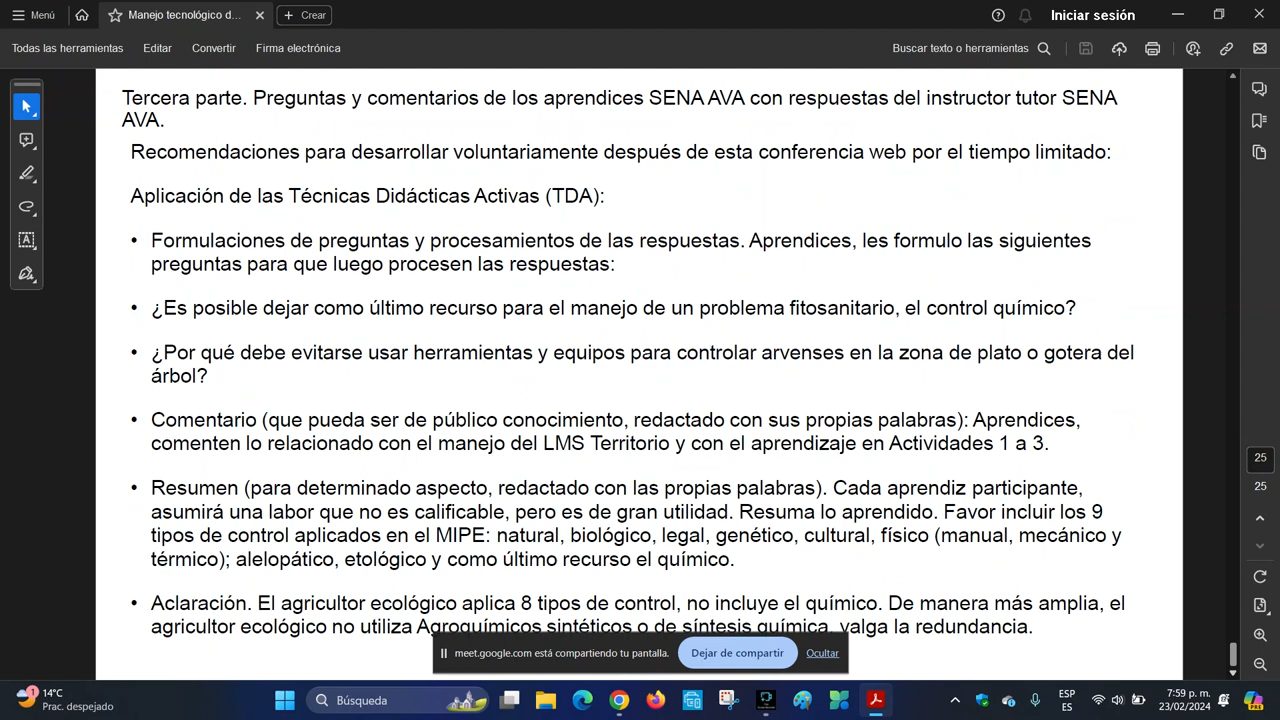 Menú
Manejo tecnológico d...
Crear
Iniciar sesión
Todas las herramientas
Editar
Convertir
Firma electrónica
Buscar texto o herramientas
Tercera parte. Preguntas y comentarios de los aprendices SENA AVA con respuestas del instructor tutor SENA
AVA.
Recomendaciones para desarrollar voluntariamente después de esta conferencia web por el tiempo limitado:
Aplicación de las Técnicas Didácticas Activas (TDA):
• Formulaciones de preguntas y procesamientos de las respuestas. Aprendices, les formulo las siguientes
preguntas para que luego procesen las respuestas:
• ¿Es posible dejar como último recurso para el manejo de un problema fitosanitario, el control químico?
• ¿Por qué debe evitarse usar herramientas y equipos para controlar arvenses en la zona de plato o gotera del
árbol?
• Comentario (que pueda ser de público conocimiento, redactado con sus propias palabras): Aprendices,
comenten lo relacionado con el manejo del LMS Territorio y con el aprendizaje en Actividades 1 a 3.
• Resumen (para determinado aspecto, redactado con las propias palabras). Cada aprendiz participante,
asumirá una labor que no es calificable, pero es de gran utilidad. Resuma lo aprendido. Favor incluir los 9
tipos de control aplicados en el MIPE: natural, biológico, legal, genético, cultural, físico (manual, mecánico y
térmico); alelopático, etológico y como último recurso el químico.
• Aclaración. El agricultor ecológico aplica 8 tipos de control, no incluye el químico. De manera más amplia, el
agricultor ecológico no utiliza Agroquímicos sintéticos o de síntesis química, valga la redundancia.
25
25
meet.google.com está compartiendo tu pantalla.
Dejar de compartir
Ocultar
1
14°C
Prac. despejado
Búsqueda
ESP
ES
7:59 p. m.
23/02/2024